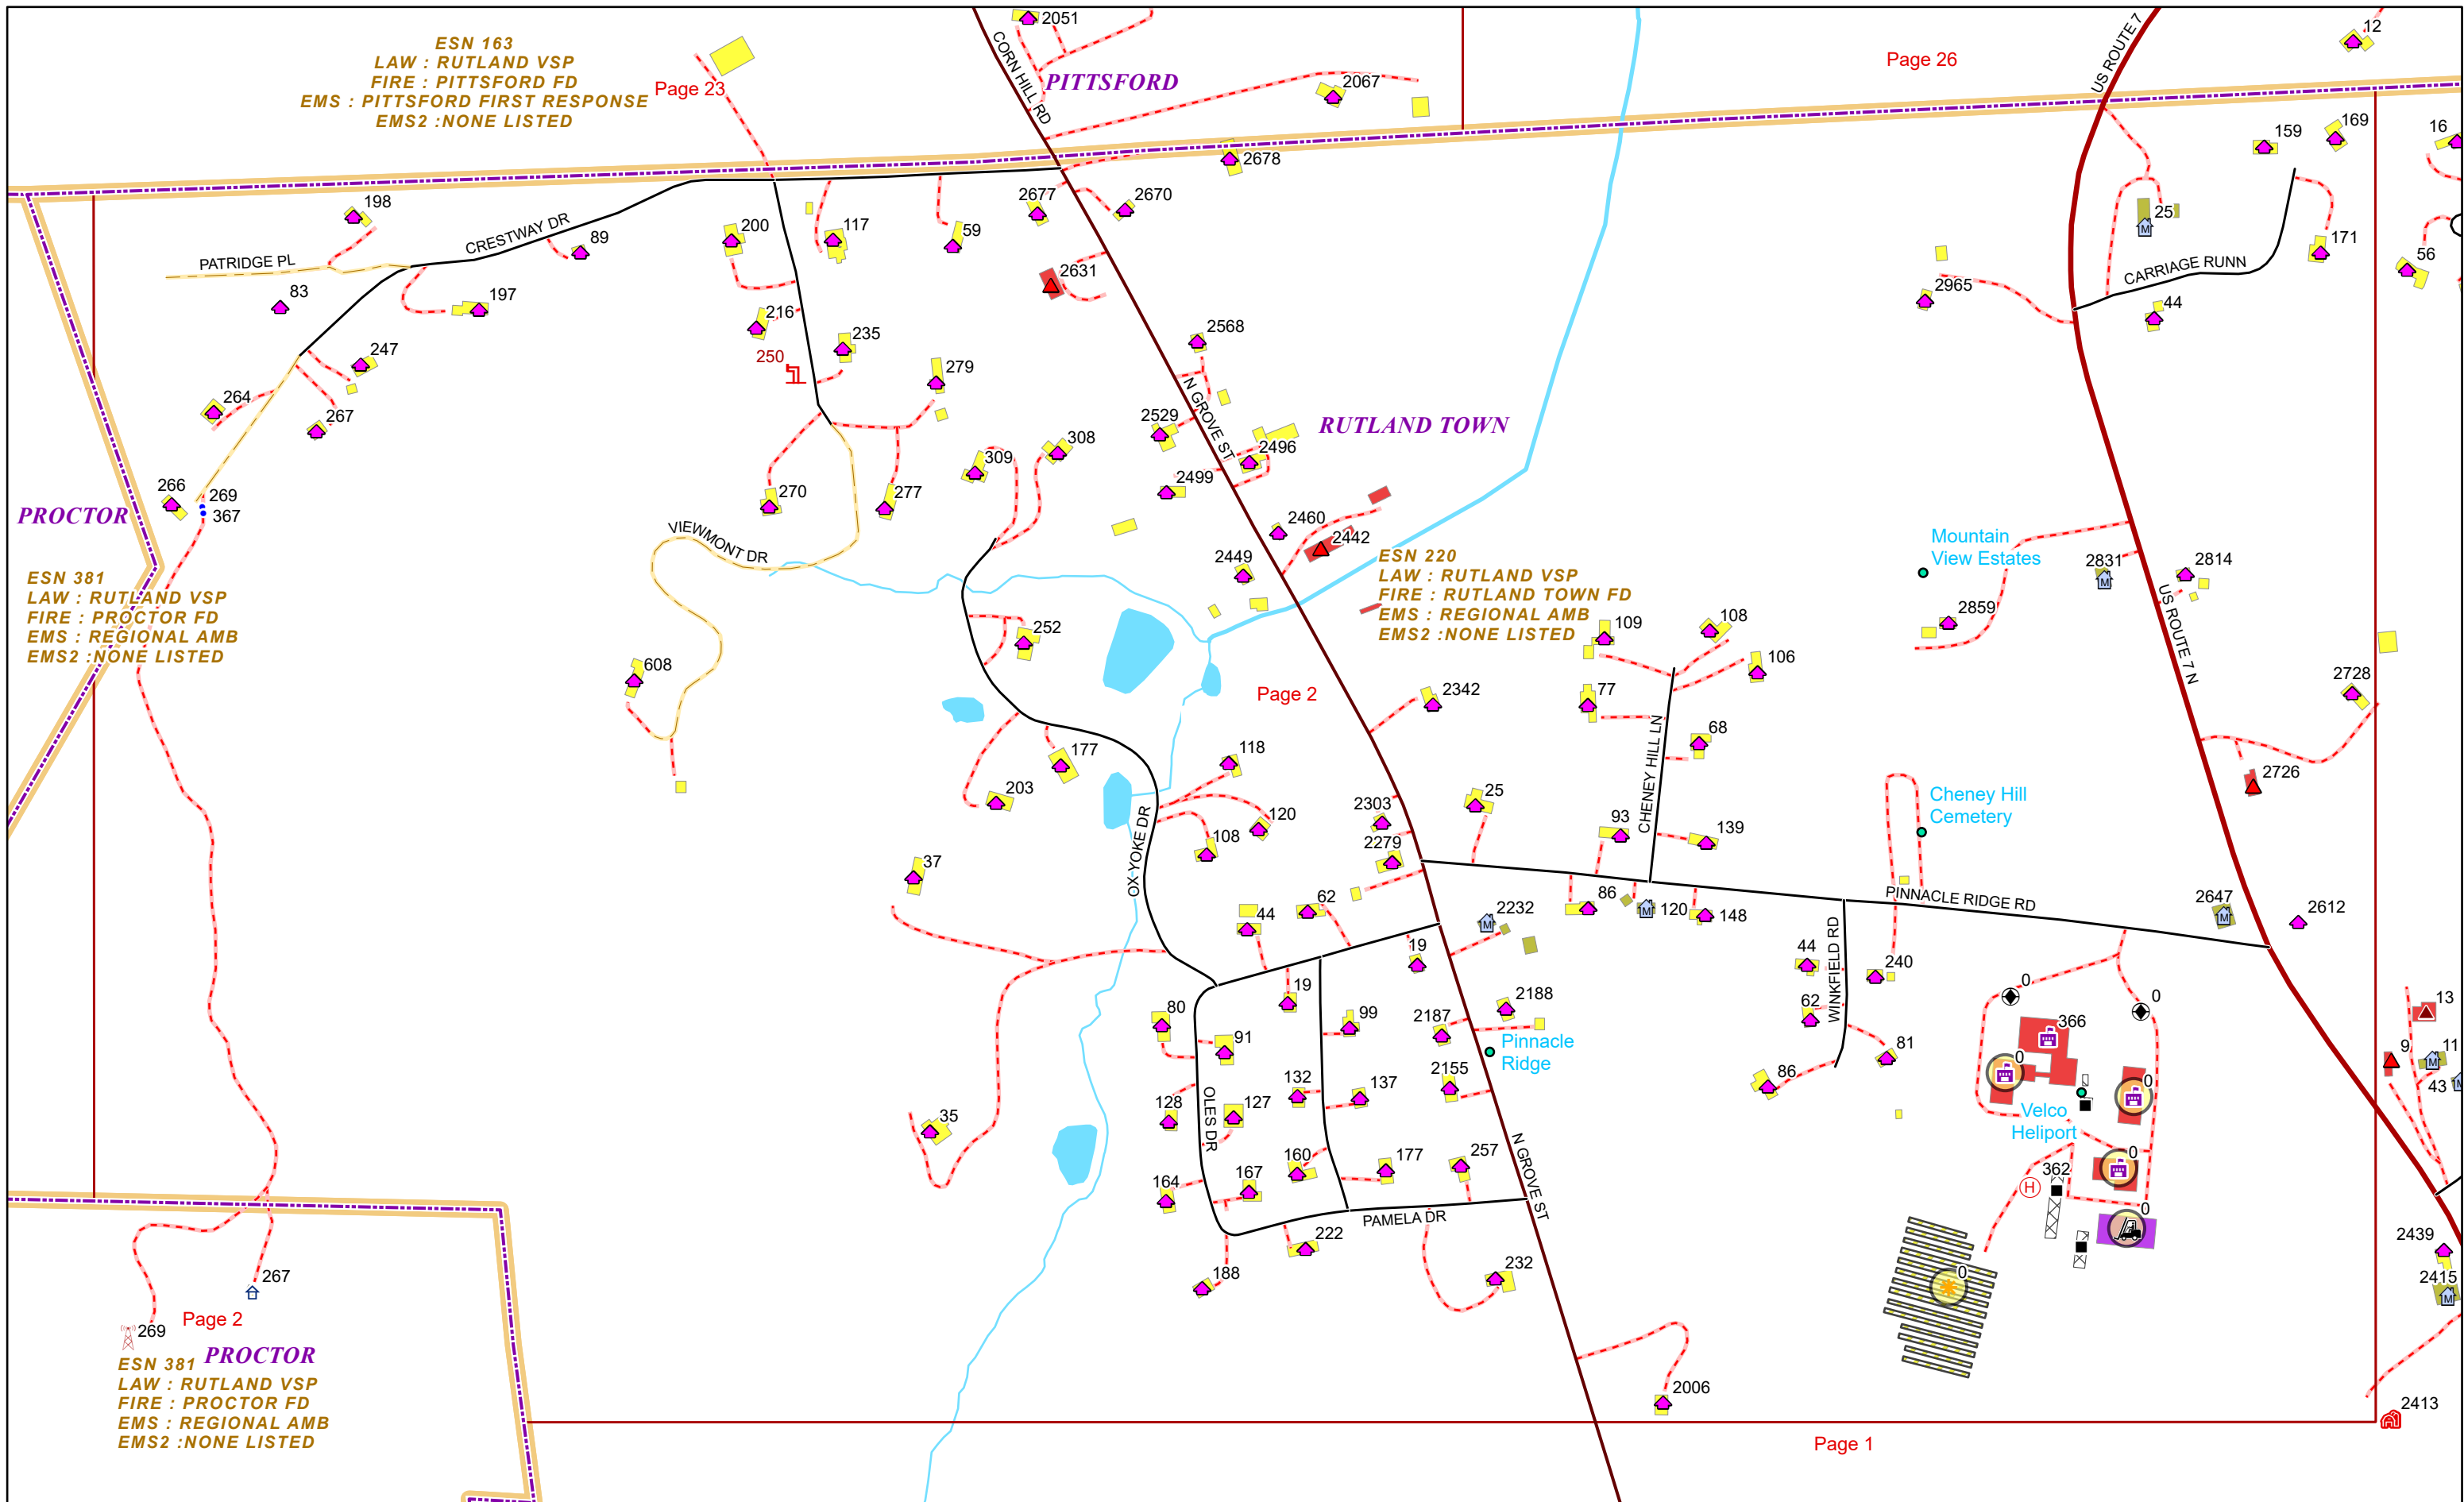 ESN 163
LAW : RUTLAND VSP
FIRE : PITTSFORD FD
EMS : PITTSFORD FIRST RESPONSE
EMS2 :NONE LISTED
Page 23
2051
CORN HILL RD
PITTSFORD
2067
Page 26
US ROUTE 7
12
198
CRESTWAY DR
89
PATRIDGE PL
83
197
200
117
59
2677
2670
2678
2631
216
235
250
279
247
264
267
2568
N GROVE ST
2529
2496
2499
RUTLAND TOWN
159
169
16
25
171
56
CARRIAGE RUNN
44
2965
266
269
367
PROCTOR
270
277
309
308
VIEWMONT DR
2460
2442
2449
ESN 220
LAW : RUTLAND VSP
FIRE : RUTLAND TOWN FD
EMS : REGIONAL AMB
EMS2 :NONE LISTED
Mountain
View Estates
2831
2814
2859
US ROUTE 7 N
ESN 381
LAW : RUTLAND VSP
FIRE : PROCTOR FD
EMS : REGIONAL AMB
EMS2 :NONE LISTED
608
252
Page 2
2342
109
108
106
77
68
CHENEY HILL LN
2728
2726
177
203
118
120
108
OX-YOKE DR
2303
2279
25
93
139
Cheney Hill
Cemetery
37
44
62
86
M
120
148
PINNACLE RIDGE RD
2647
2612
2232
19
19
80
91
99
2187
2188
Pinnacle
Ridge
44
62
WINKFIELD RD
240
81
86
0
0
366
0
0
13
9
11
43
35
128
127
OLES DR
132
137
2155
164
167
160
177
257
N GROVE ST
PAMELA DR
222
188
232
Velco
Heliport
0
362
H
0
0
2439
2415
267
269
Page 2
PROCTOR
ESN 381
LAW : RUTLAND VSP
FIRE : PROCTOR FD
EMS : REGIONAL AMB
EMS2 :NONE LISTED
2006
2413
Page 1